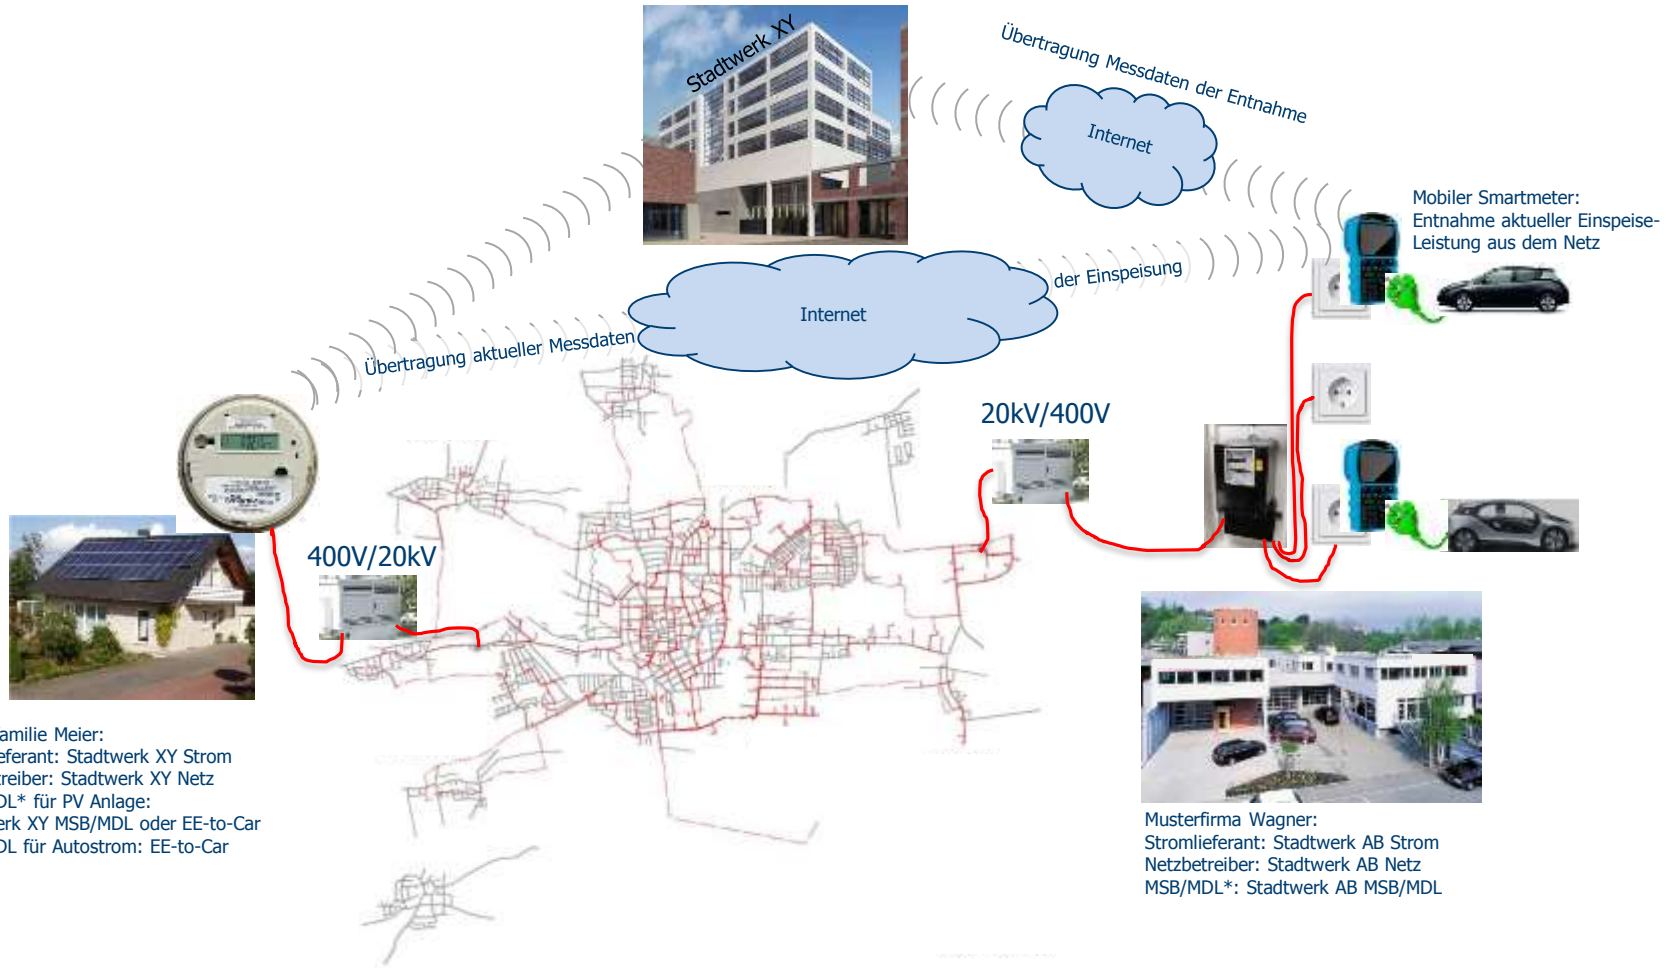 Stadtwerk XY
Übertragung Messdaten der Entnahme
Internet
Mobiler Smartmeter:
Entnahme aktueller Einspeise-
Leistung aus dem Netz
der Einspeisung
Internet
Übertragung aktueller Messdaten
20kV/400V
400V/20kV
amilie Meier:
eferant: Stadtwerk XY Strom
treiber: Stadtwerk XY Netz
DL* für PV Anlage:
erk XY MSB/MDL oder EE-to-Car
DL für Autostrom: EE-to-Car
Musterfirma Wagner:
Stromlieferant: Stadtwerk AB Strom
Netzbetreiber: Stadtwerk AB Netz
MSB/MDL*: Stadtwerk AB MSB/MDL